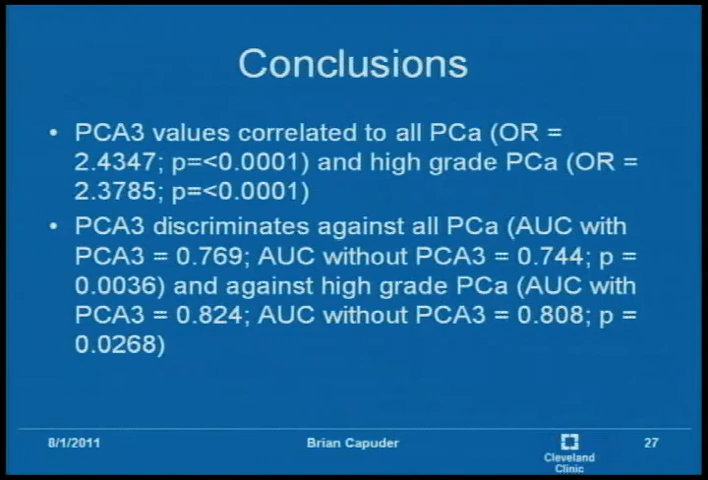 Conclusions
• PCA3 values correlated to all PCa (OR =
2.4347; p=<0.0001) and high grade PCa (OR =
2.3785; p=<0.0001)
• PCA3 discriminates against all PCa (AUC with
PCA3 = 0.769; AUC without PCA3 = 0.744; p =
0.0036) and against high grade PCa (AUC with
PCA3 = 0.824; AUC without PCA3 = 0.808; p =
0.0268)
8/1/2011 Brian Capuder 27
Cleveland
Clinic